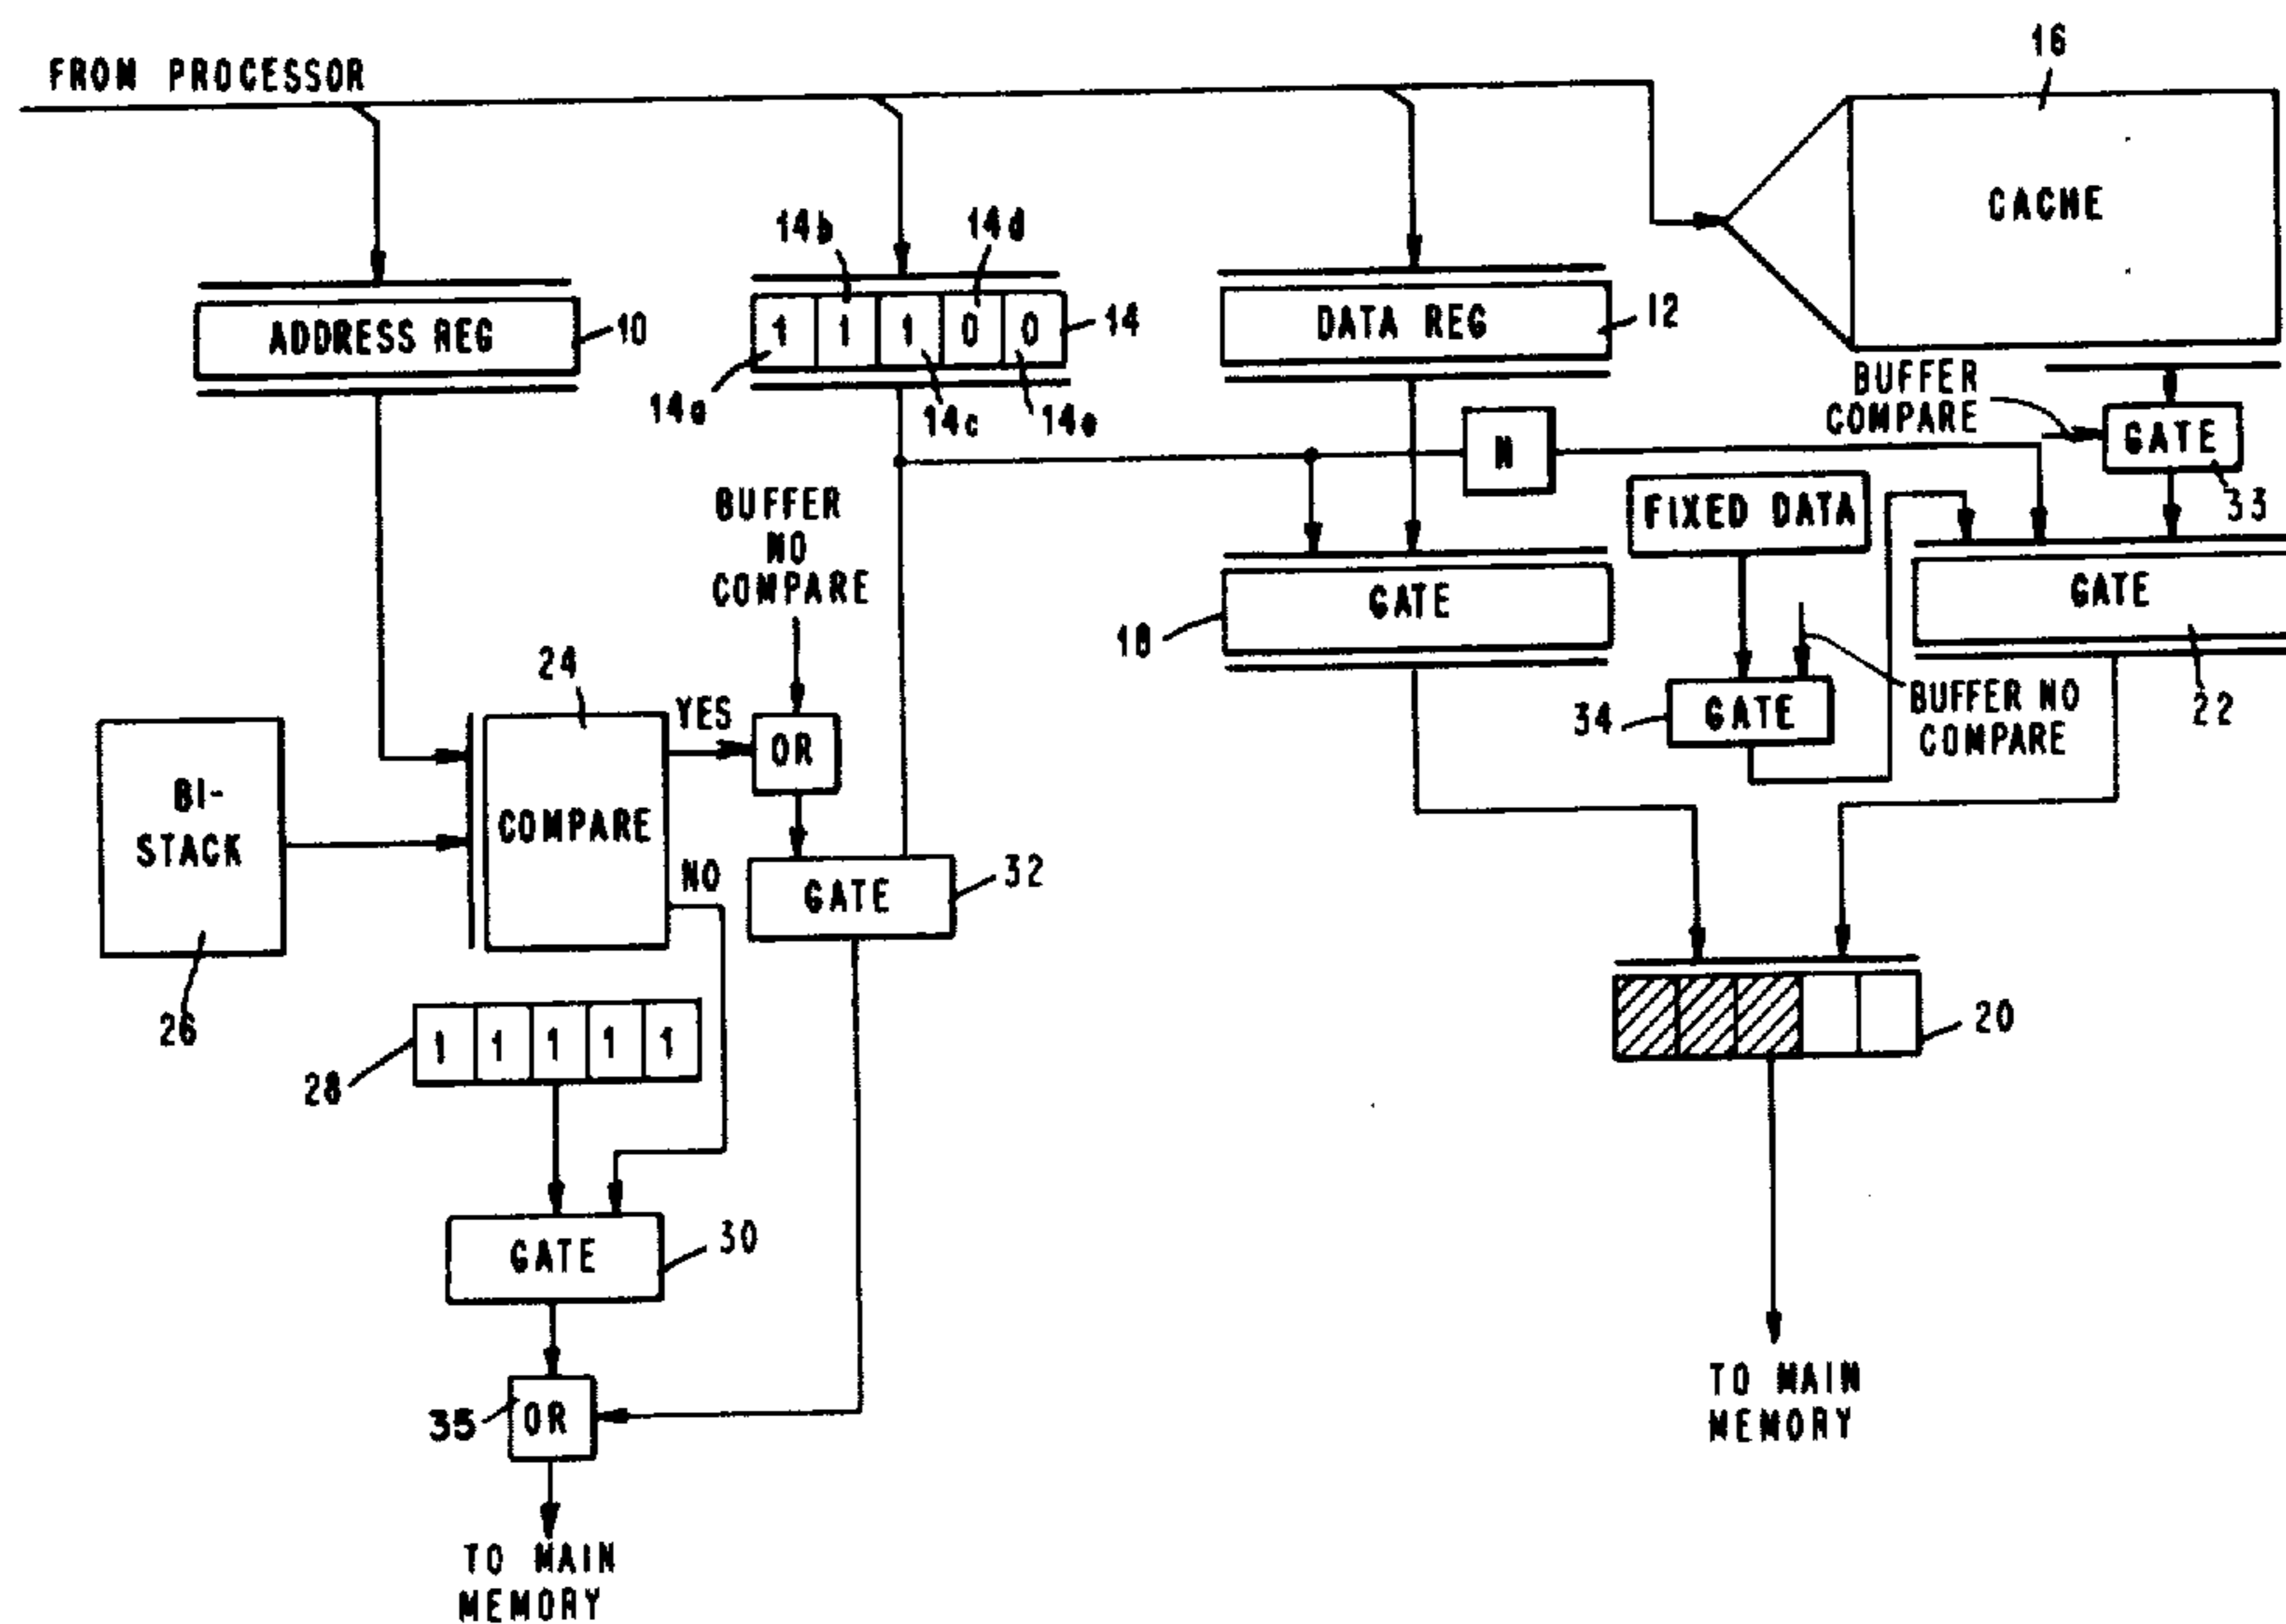 FROM PROCESSOR
16
CACHE
14b
14d
ADDRESS REG
10
1 1 1 0 0
14
DATA REG
12
14a
14c
14e
BUFFER
COMPARE
GATE
33
N
FIXED DATA
BUFFER
NO
COMPARE
GATE
18
GATE
22
24
YES
OR
34
GATE
BUFFER NO
COMPARE
BI-
STACK
26
COMPARE
NO
GATE
32
20
28
1 1 1 1 1
GATE
30
35
OR
TO MAIN
MEMORY
TO MAIN
MEMORY